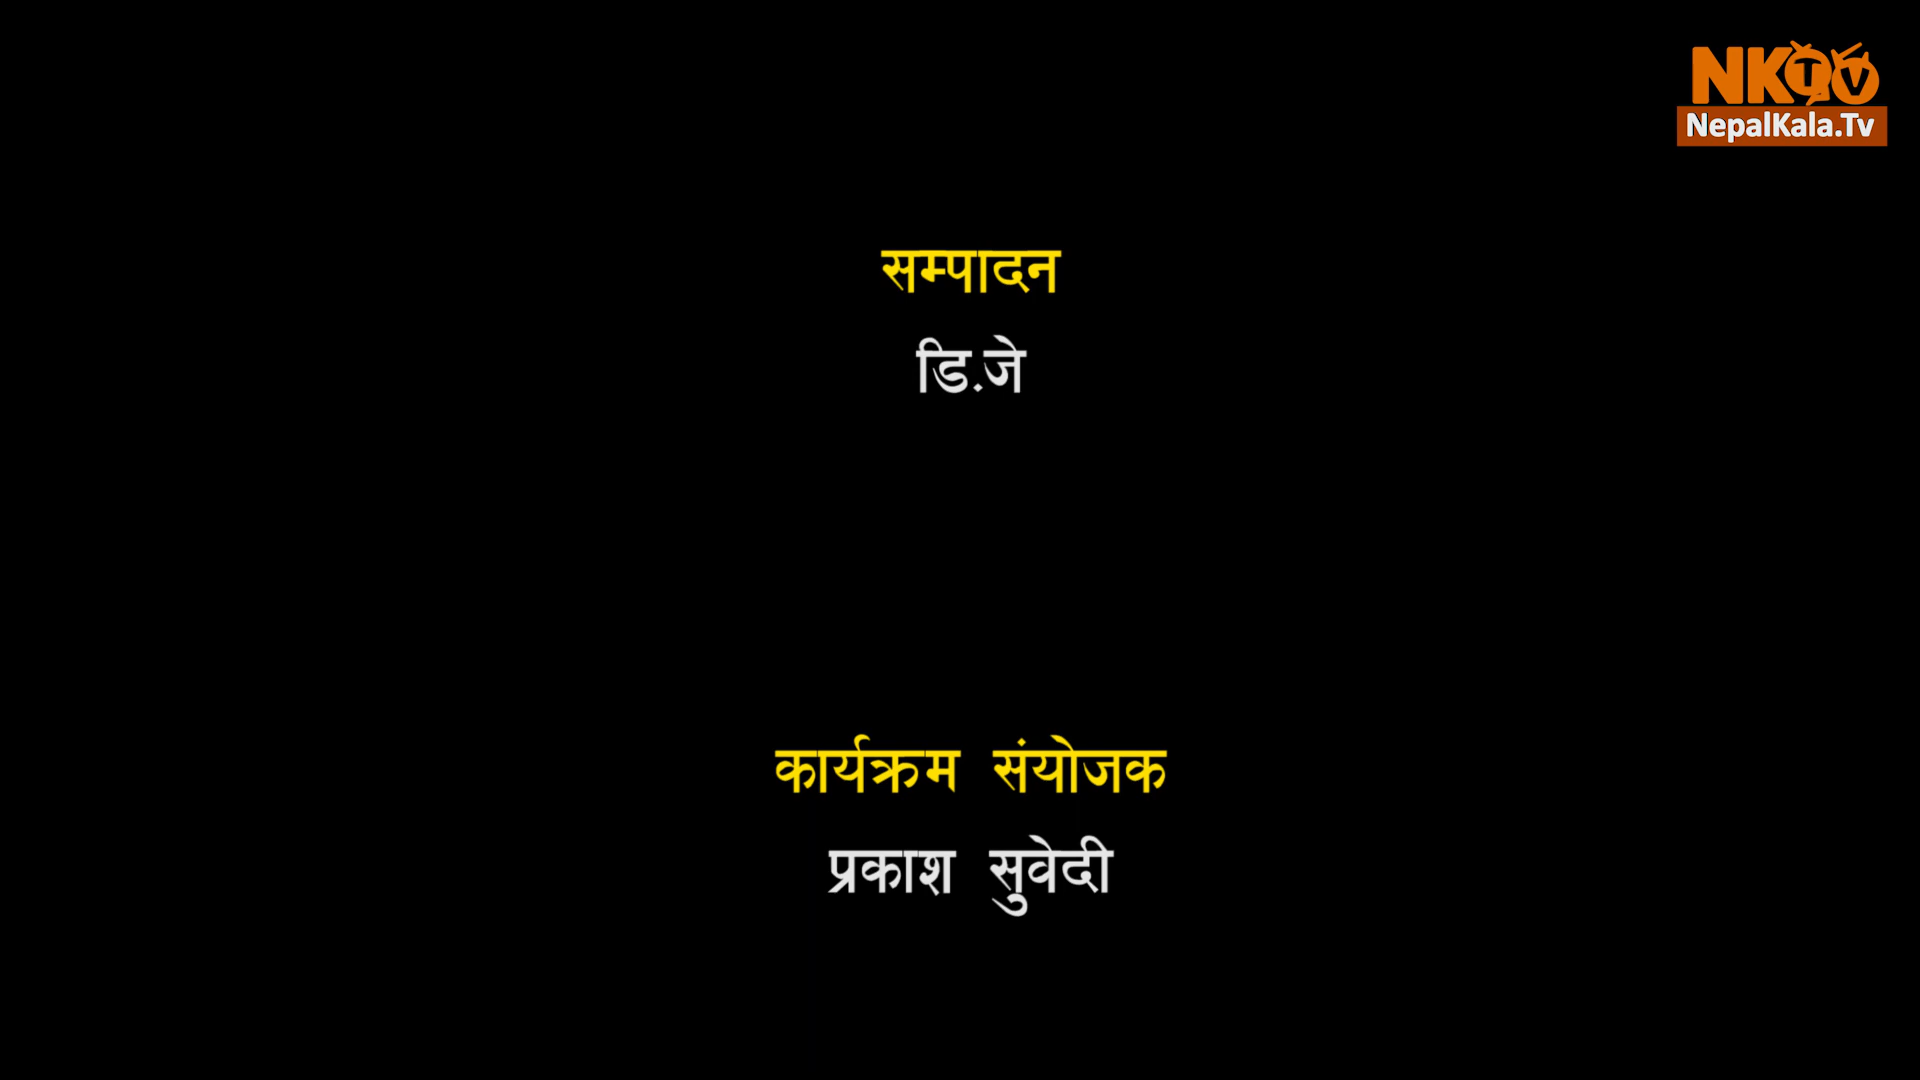 NKTV
NepalKala.Tv
सम्पादन
डि.जे
कार्यक्रम संयोजक
प्रकाश सुवेदी